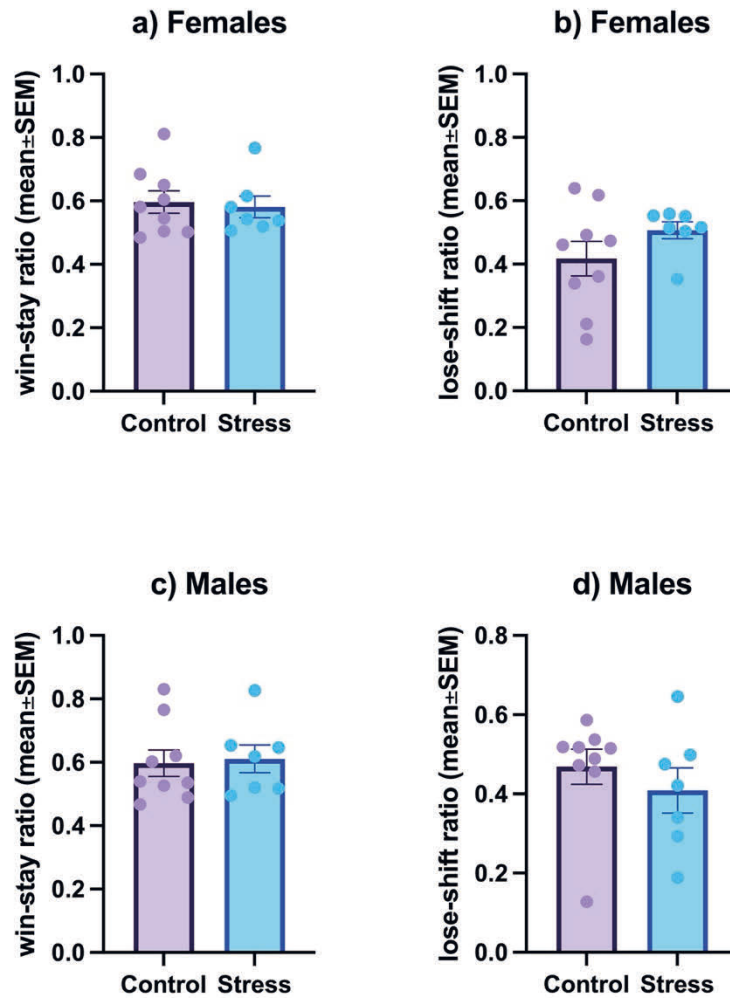 a) Females
win-stay ratio (mean±SEM)
1.0
0.8
0.6
0.4
0.2
0.0
Control Stress
b) Females
lose-shift ratio (mean±SEM)
1.0
0.8
0.6
0.4
0.2
0.0
Control Stress
c) Males
win-stay ratio (mean±SEM)
1.0
0.8
0.6
0.4
0.2
0.0
Control Stress
d) Males
lose-shift ratio (mean±SEM)
0.8
0.6
0.4
0.2
0.0
Control Stress